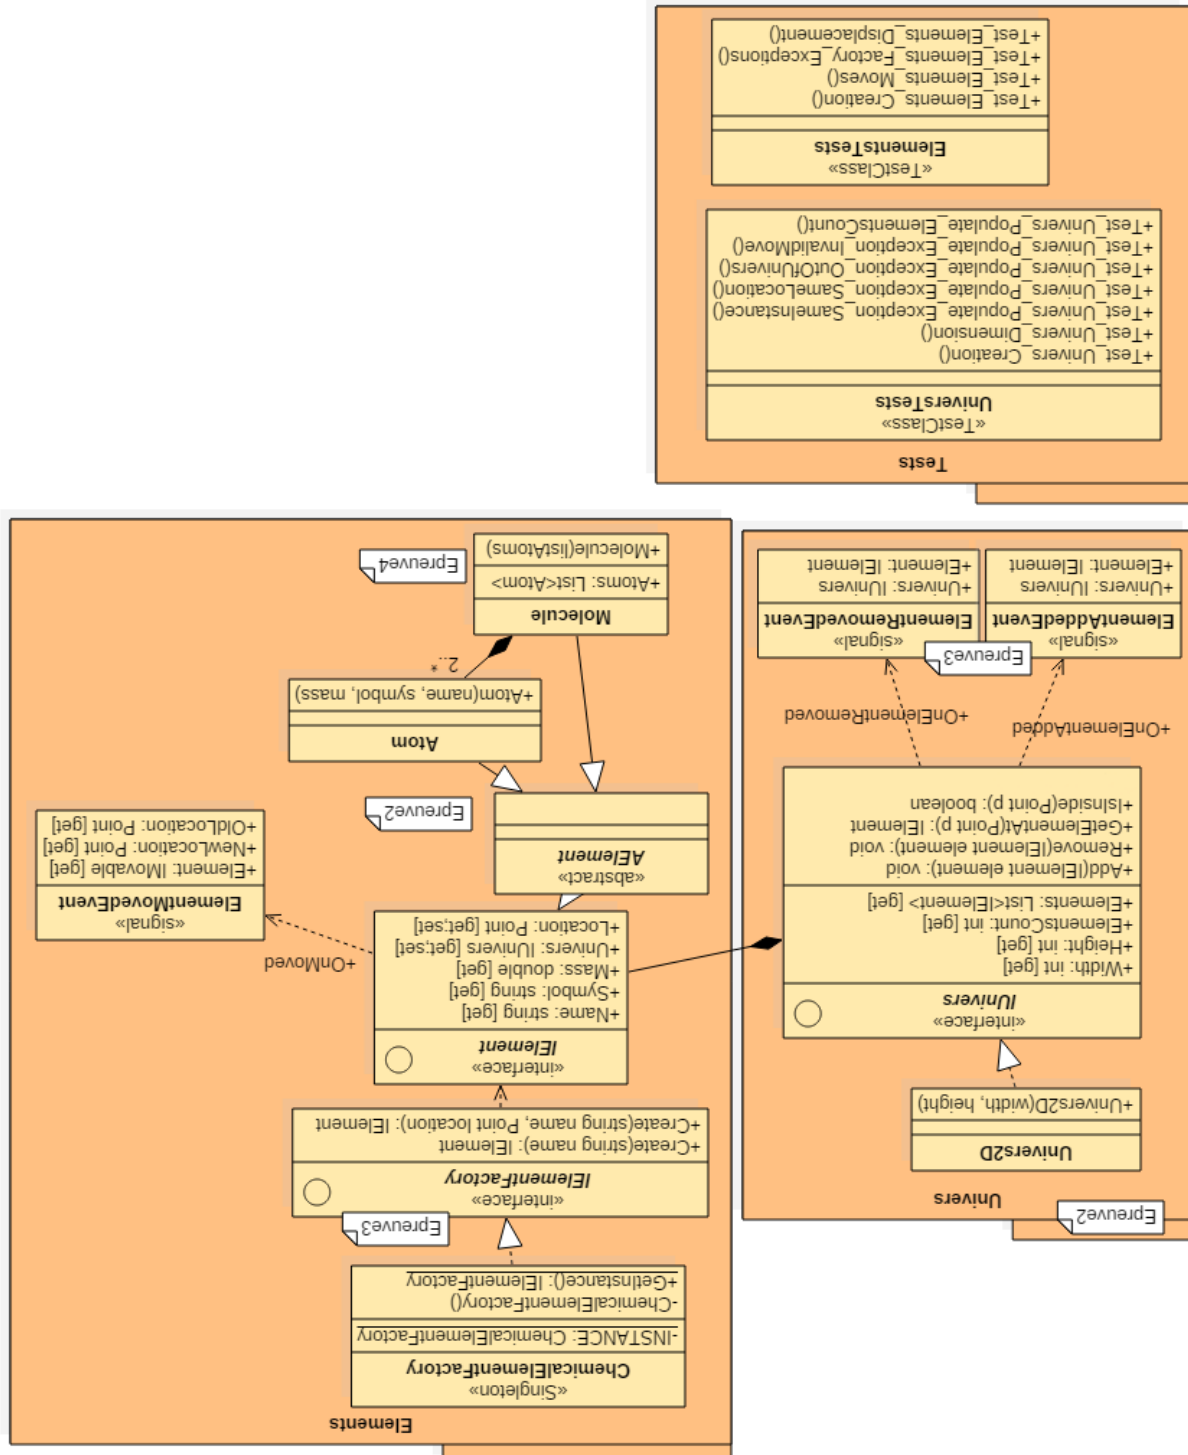 Univers
Epreuve2
Univers2D
+Univers2D(width, height)
«interface»
IUnivers
+Width: int [get]
+Height: int [get]
+ElementsCount: int [get]
+Elements: List<IElement> [get]
+Add(IElement element): void
+Remove(IElement element): void
+GetElementAt(Point p): IElement
+IsInside(Point p): boolean
+OnElementAdded
+OnElementRemoved
Epreuve3
«signal»
ElementAddedEvent
+Univers: IUnivers
+Element: IElement
«signal»
ElementRemovedEvent
+Univers: IUnivers
+Element: IElement
Elements
«Singleton»
ChemicalElementFactory
-INSTANCE: ChemicalElementFactory
-ChemicalElementFactory()
+GetInstance(): IElementFactory
Epreuve3
«interface»
IElementFactory
+Create(string name): IElement
+Create(string name, Point location): IElement
«interface»
IElement
+Name: string [get]
+Symbol: string [get]
+Mass: double [get]
+Univers: IUnivers [get;set]
+Location: Point [get;set]
+OnMoved
«signal»
ElementMovedEvent
+Element: IMovable [get]
+NewLocation: Point [get]
+OldLocation: Point [get]
«abstract»
AElement
Epreuve2
Atom
+Atom(name, symbol, mass)
2..*
Molecule
+Atoms: List<Atom>
+Molecule(listAtoms)
Epreuve4
Tests
«TestClass»
UniversTests
+Test_Univers_Creation()
+Test_Univers_Dimension()
+Test_Univers_Populate_Exception_SameInstance()
+Test_Univers_Populate_Exception_SameLocation()
+Test_Univers_Populate_Exception_OutOfUnivers()
+Test_Univers_Populate_Exception_InvalidMove()
+Test_Univers_Populate_ElementsCount()
«TestClass»
ElementsTests
+Test_Elements_Creation()
+Test_Elements_Moves()
+Test_Elements_Factory_Exceptions()
+Test_Elements_Displacement()